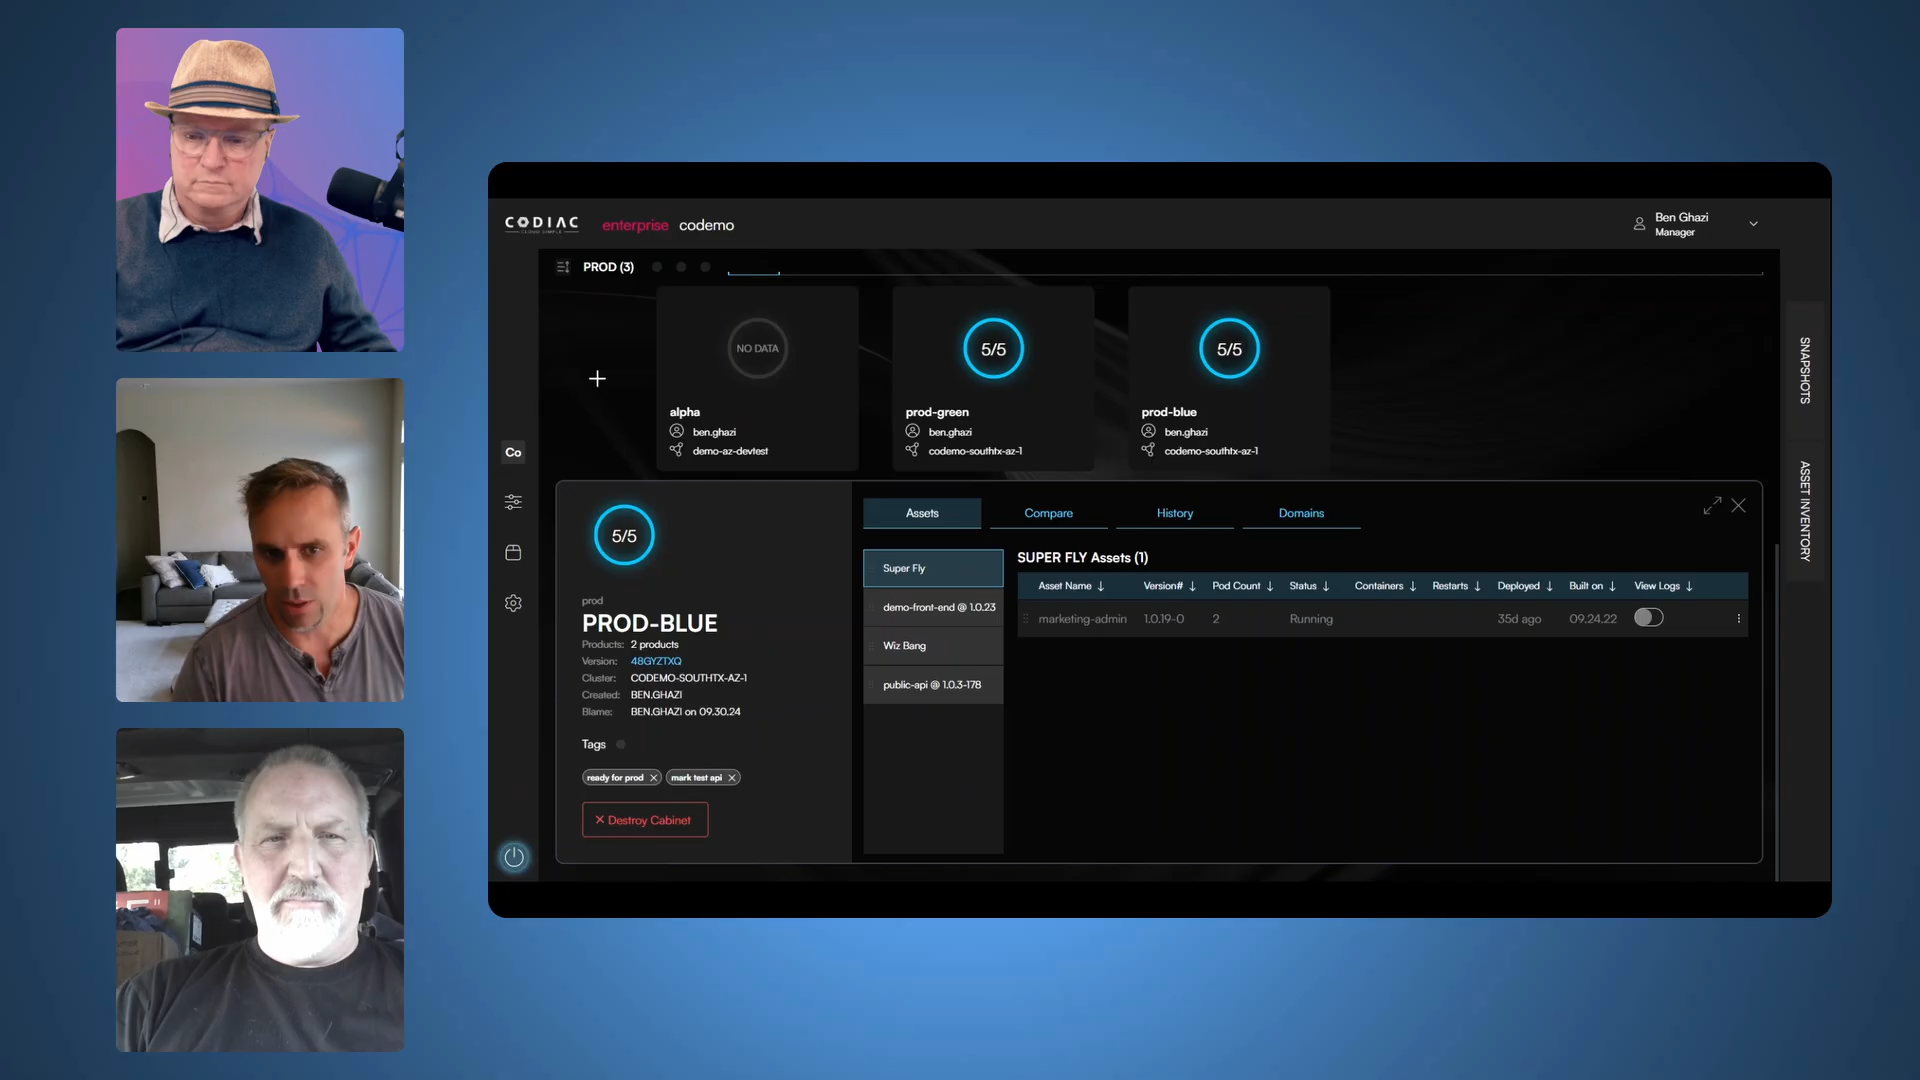 CODIAC
enterprise codemo
Ben Ghazi
Manager
PROD (3)
NO DATA
alpha
ben.ghazi
demo-az-devtest
5/5
prod-green
ben.ghazi
codemo-southtx-az-1
5/5
prod-blue
ben.ghazi
codemo-southtx-az-1
SNAPSHOTS
ASSET INVENTORY
Co
5/5
prod
PROD-BLUE
Products: 2 products
Version: 48GYZTXQ
Cluster: CODEMO-SOUTHTX-AZ-1
Created: BEN.GHAZI
Blame: BEN.GHAZI on 09.30.24
Tags
ready for prod
mark test api
Destroy Cabinet
Assets Compare History Domains
Super Fly
demo-front-end @ 1.0.23
Wiz Bang
public-api @ 1.0.3-178
SUPER FLY Assets (1)
Asset Name Version# Pod Count Status Containers Restarts Deployed Built on View Logs
marketing-admin 1.0.19-0 2 Running 35d ago 09.24.22